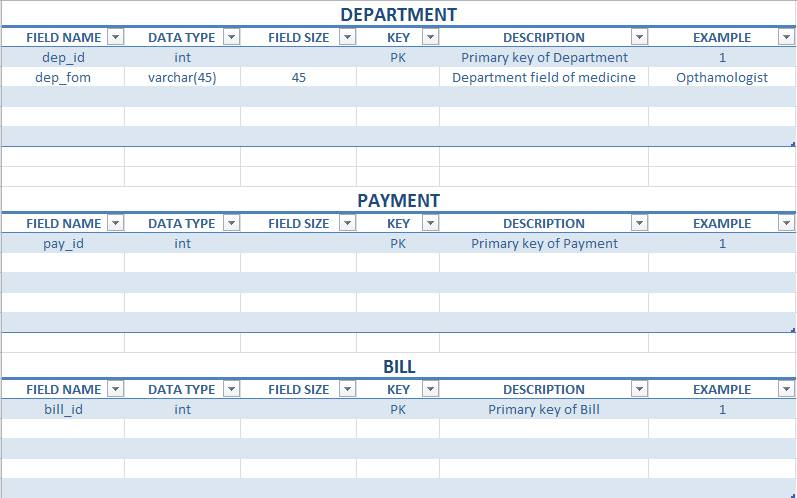 DEPARTMENT
FIELD NAME DATA TYPE FIELD SIZE KEY DESCRIPTION EXAMPLE
dep_id int PK Primary key of Department 1
dep_fom varchar(45) 45 Department field of medicine Opthamologist
PAYMENT
FIELD NAME DATA TYPE FIELD SIZE KEY DESCRIPTION EXAMPLE
pay_id int PK Primary key of Payment 1
BILL
FIELD NAME DATA TYPE FIELD SIZE KEY DESCRIPTION EXAMPLE
bill_id int PK Primary key of Bill 1